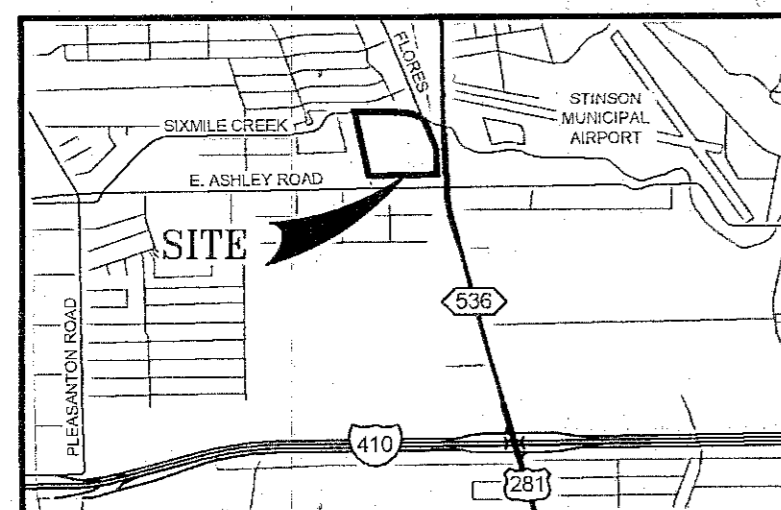 FLORES
STINSON
MUNICIPAL
AIRPORT
SIXMILE CREEK
E. ASHLEY ROAD
SITE
536
PLEASANTON ROAD
410
281